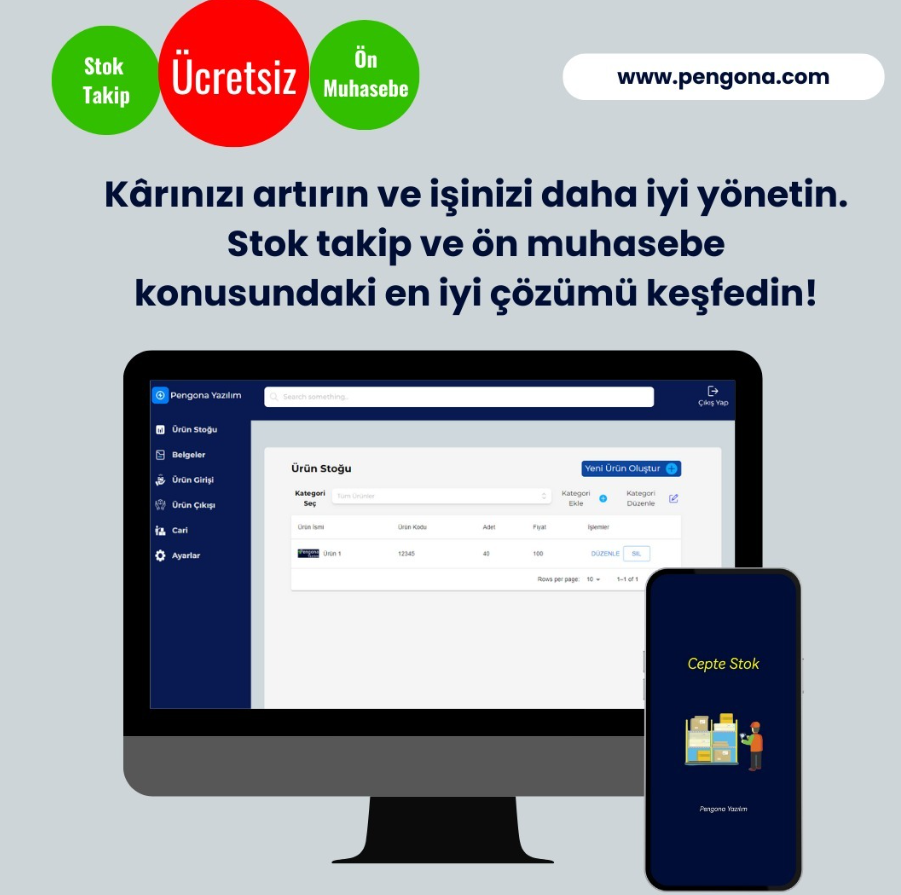 Stok
Takip
Ücretsiz
Ön
Muhasebe
www.pengona.com
Kârınızı artırın ve işinizi daha iyi yönetin.
Stok takip ve ön muhasebe
konusundaki en iyi çözümü keşfedin!
Pengona Yazılım
Search something..
Çıkış Yap
Ürün Stoğu
Belgeler
Ürün Girişi
Ürün Çıkışı
Cari
Ayarlar
Ürün Stoğu
Yeni Ürün Oluştur
Kategori
Seç
Tüm Ürünler
Kategori
Ekle
Kategori
Düzenle
Ürün İsmi Ürün Kodu Adet Fiyat İşlemler
Pengona Ürün 1 12345 45 100 DÜZENLE SİL
Rows per page: 10 1–1 of 1
Cepte Stok
Pengona Yazılım